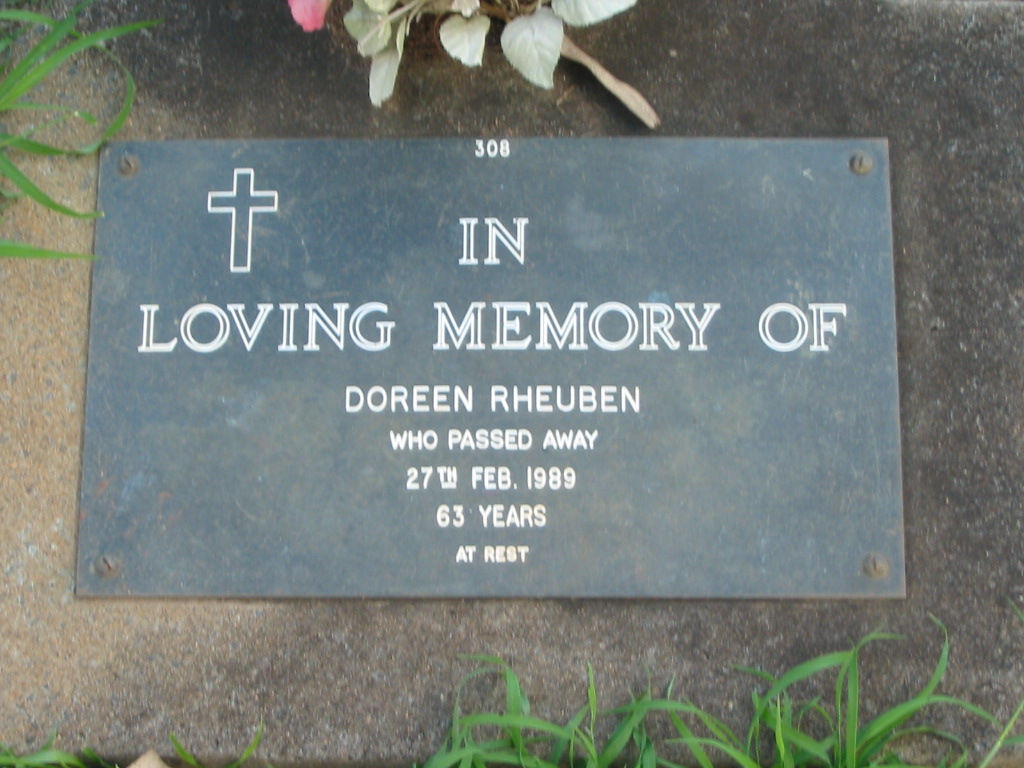 308
IN
LOVING MEMORY OF
DOREEN RHEUBEN
WHO PASSED AWAY
27TH FEB. 1989
63 YEARS
AT REST